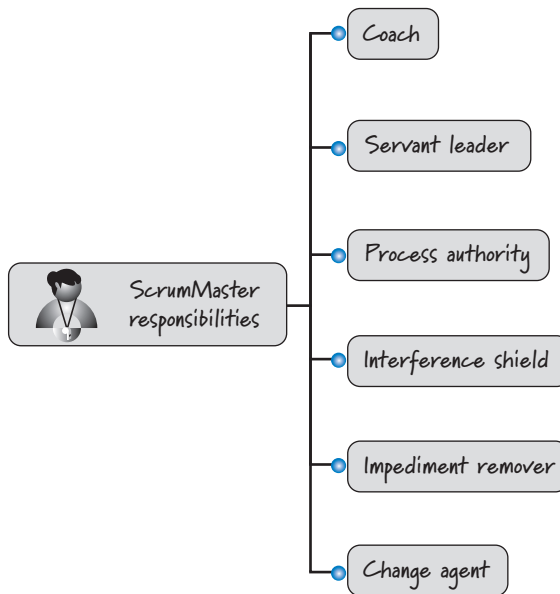 Coach
Servant leader
Process authority
ScrumMaster
responsibilities
Interference shield
Impediment remover
Change agent